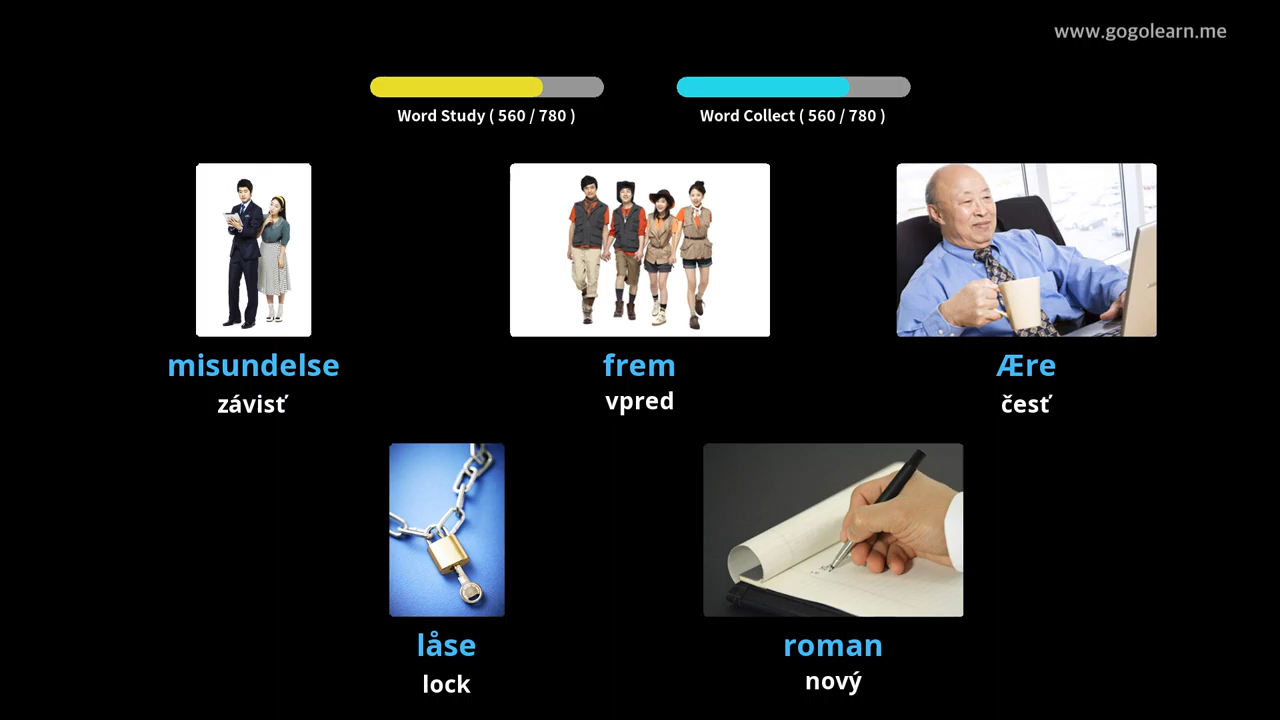 www.gogolearn.me
Word Study ( 560 / 780 )
Word Collect ( 560 / 780 )
misundelse
závisť
frem
vpred
Ære
česť
låse
lock
roman
nový